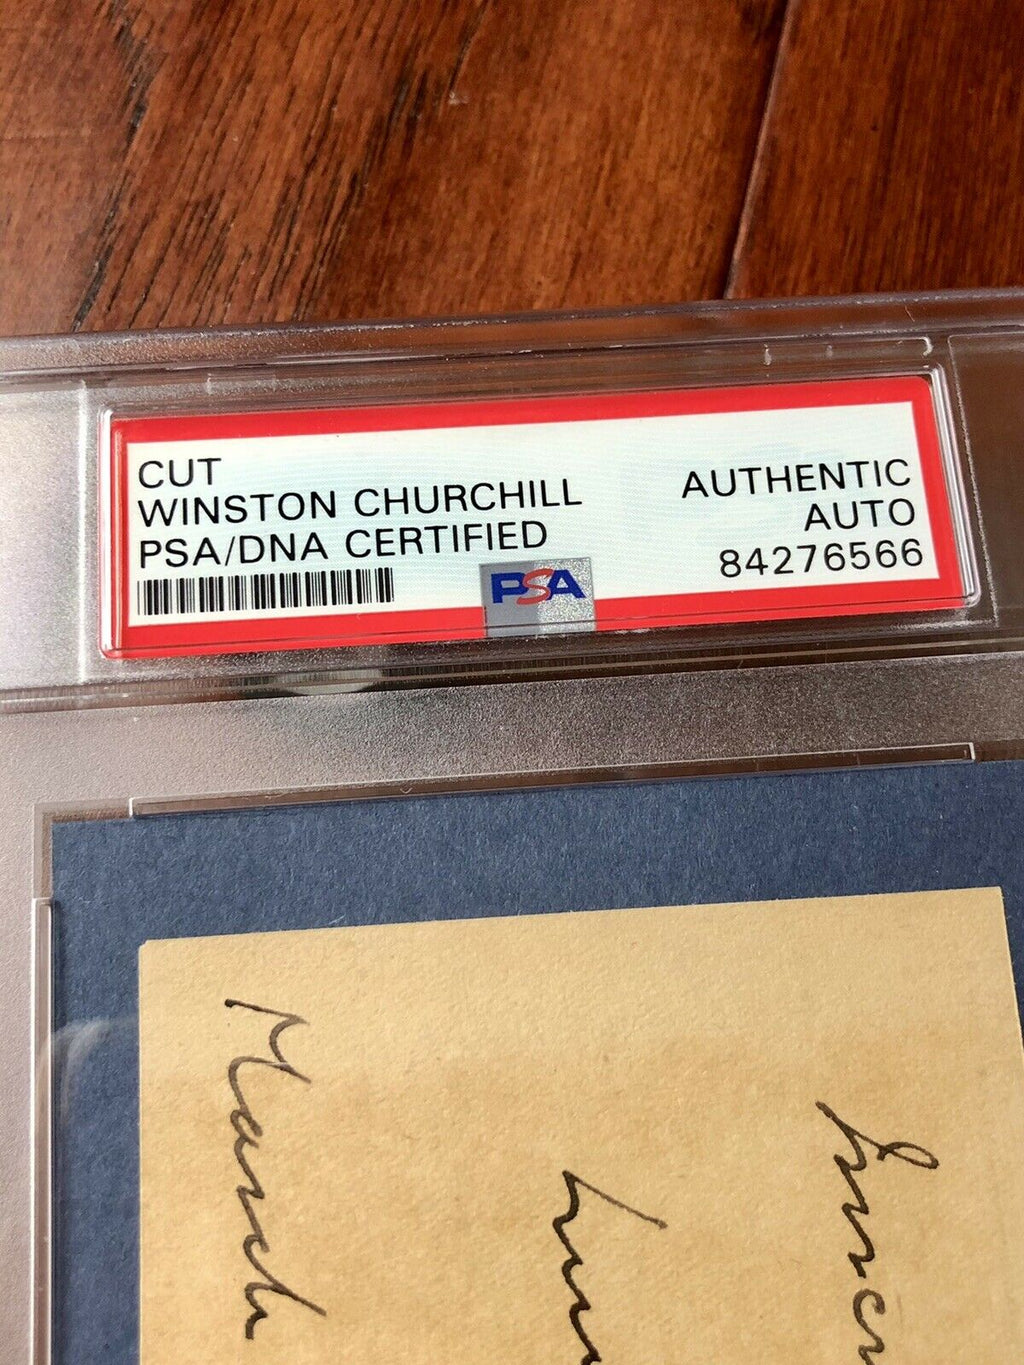 CUT
WINSTON CHURCHILL
PSA/DNA CERTIFIED
AUTHENTIC
AUTO
84276566
PSA
March